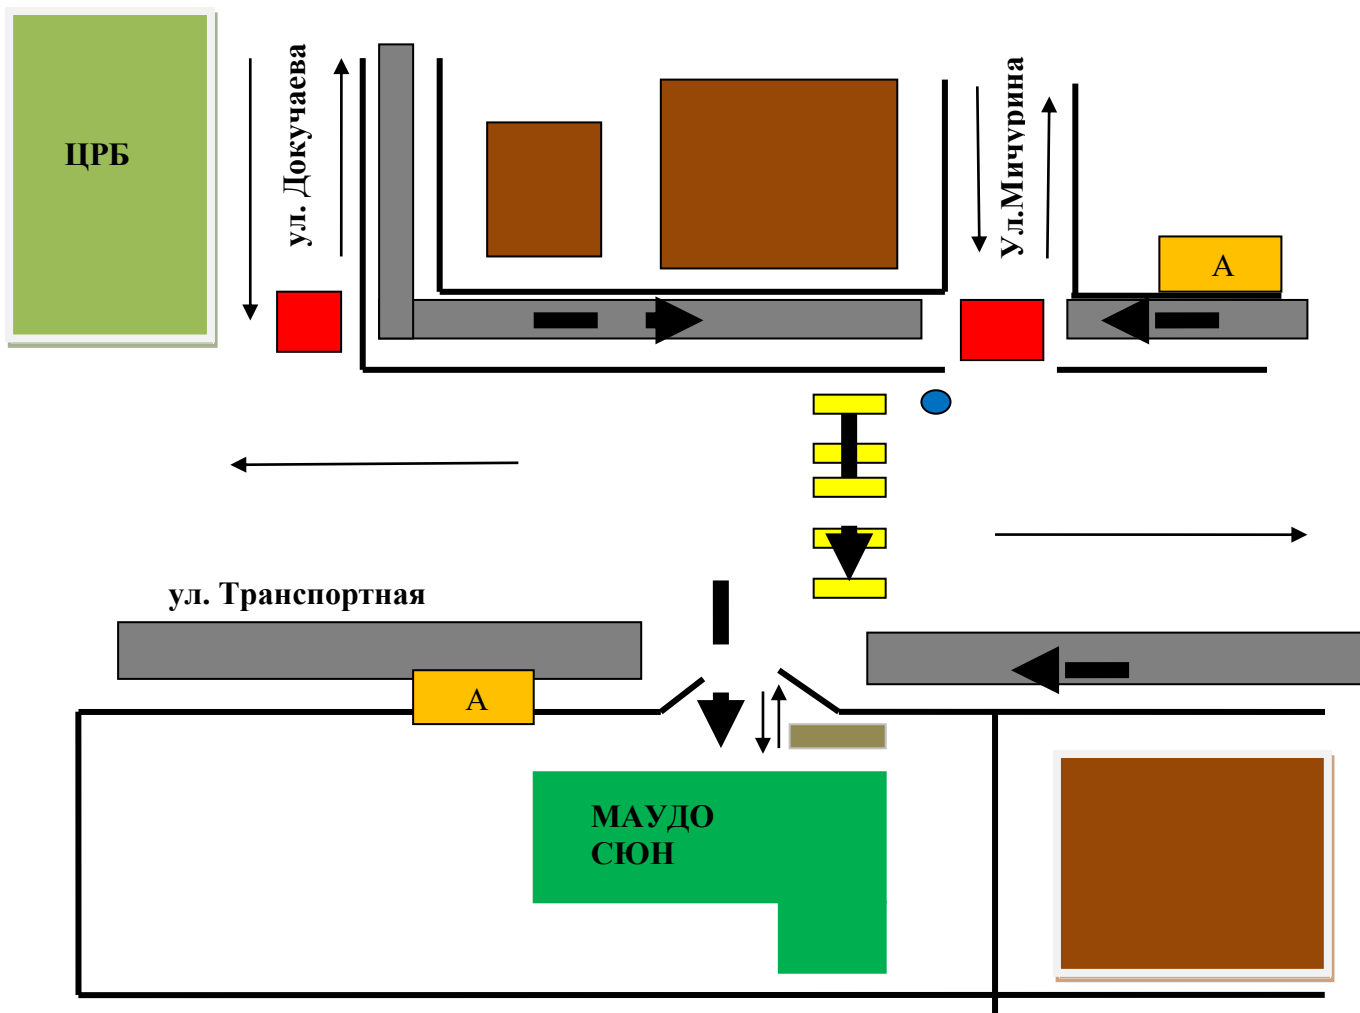 ЦРБ
ул. Докучаева
Ул.Мичурина
А
ул. Транспортная
А
МАУДО
СЮН